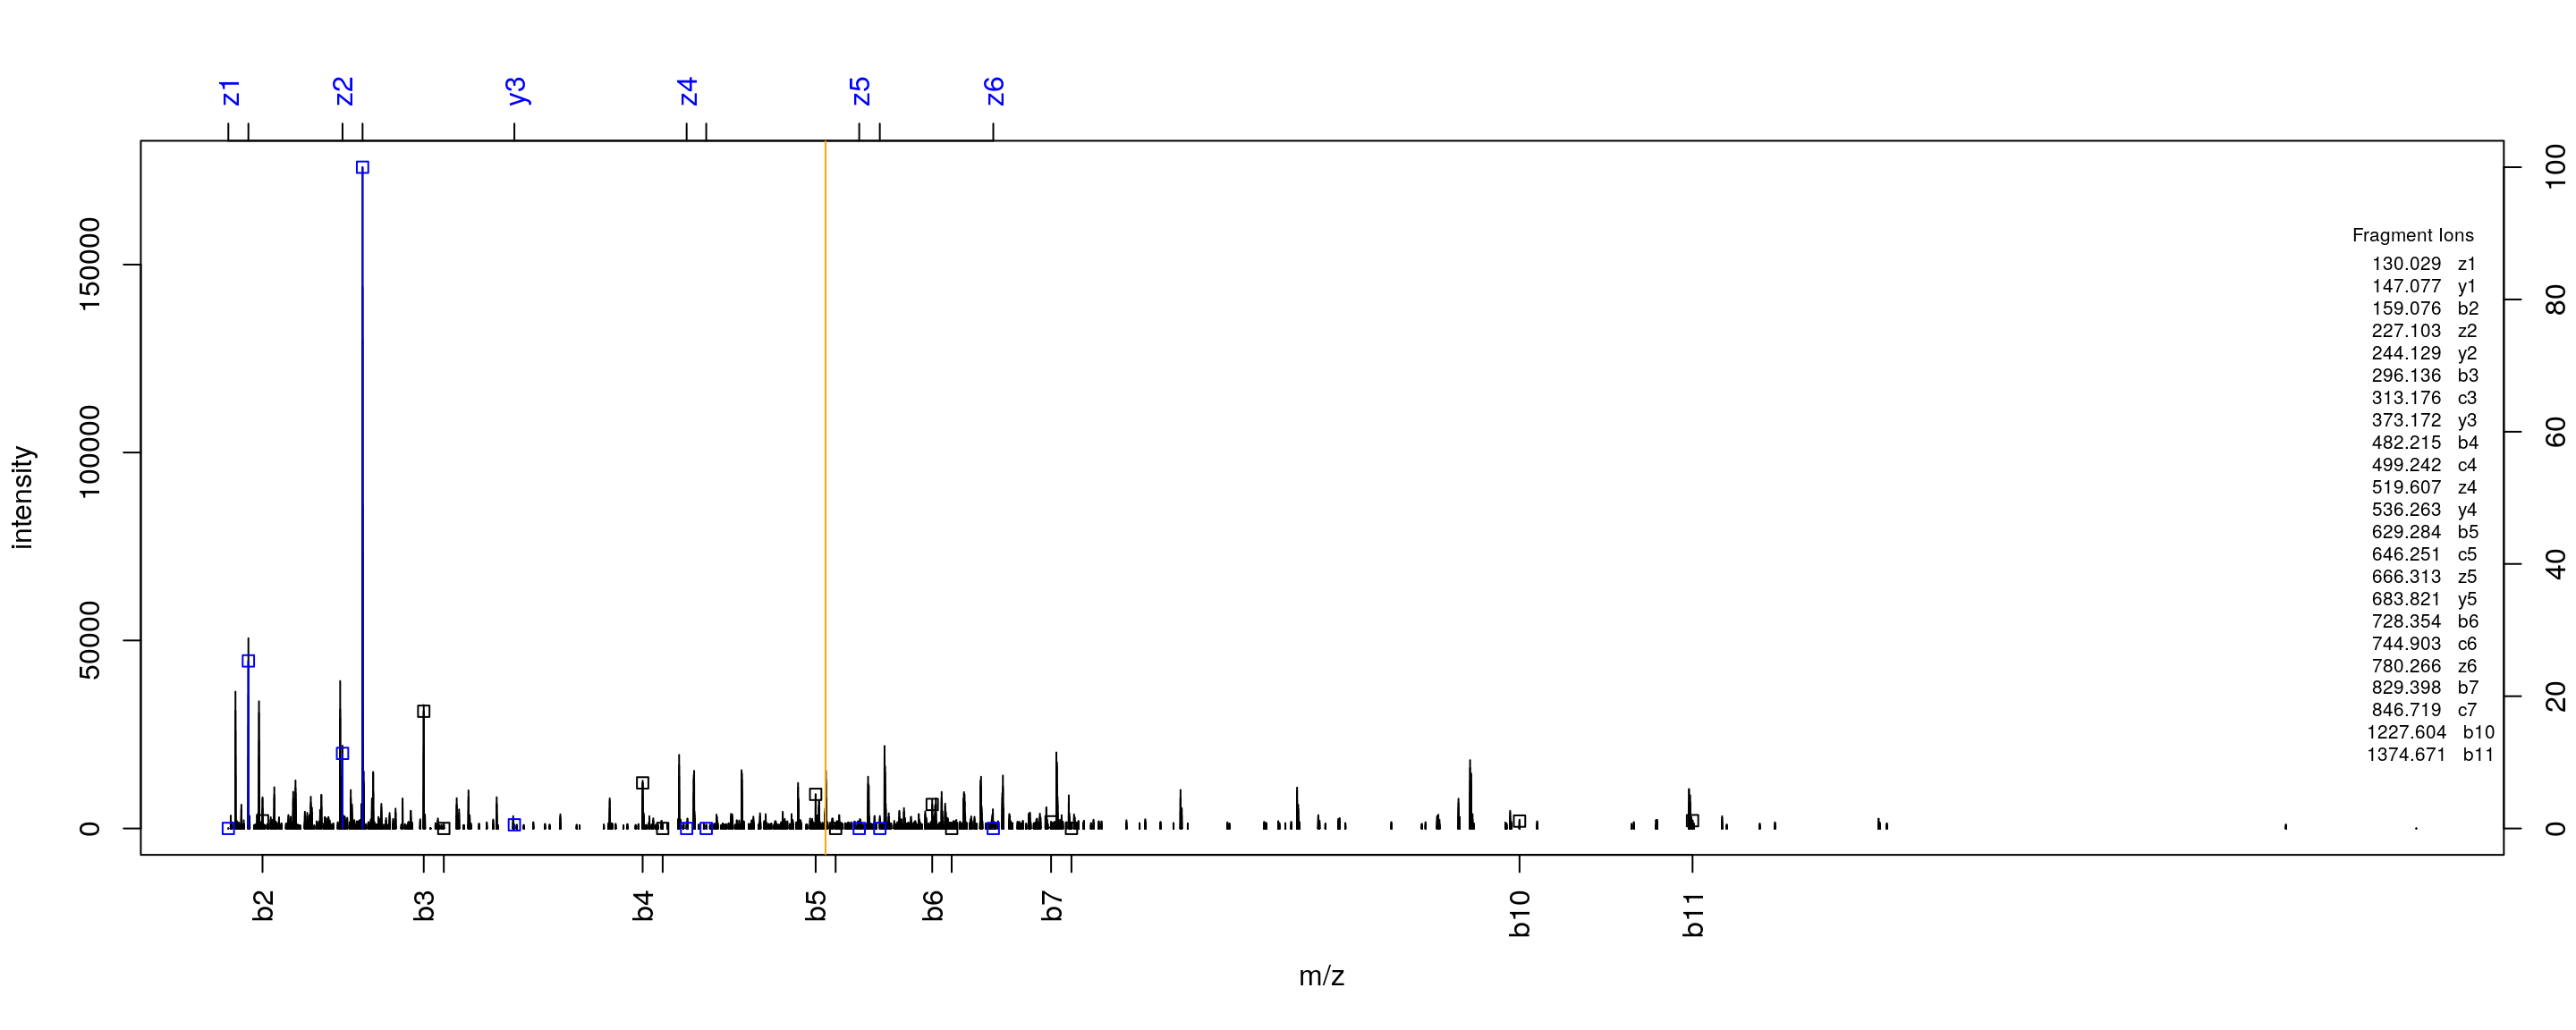 z1 z2 y3 z4 z5 z6
150000
100000
50000
0
intensity
100
80
60
40
20
0
Fragment Ions
130.029 z1
147.077 y1
159.076 b2
227.103 z2
244.129 y2
296.136 b3
313.176 c3
373.172 y3
482.215 b4
499.242 c4
519.607 z4
536.263 y4
629.284 b5
646.251 c5
666.313 z5
683.821 y5
728.354 b6
744.903 c6
780.266 z6
829.398 b7
846.719 c7
1227.604 b10
1374.671 b11
b2 b3 b4 b5 b6 b7 b10 b11
m/z